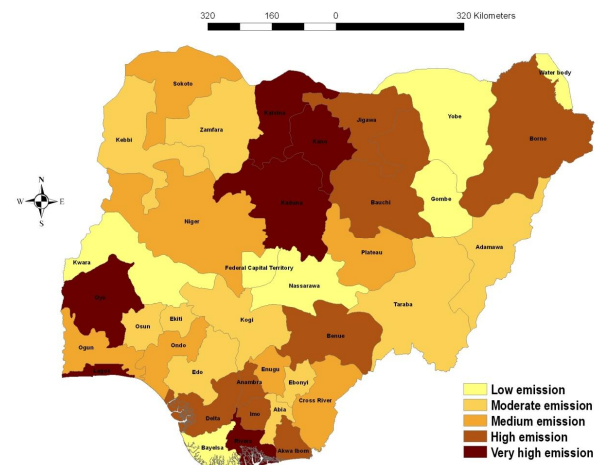 320 160 0 320 Kilometers
Water body
Sokoto
Katsina
Yobe
Kano
Jigawa
Zamfara
Borno
Kebbi
N
W E
S
Kaduna
Bauchi
Gombe
Niger
Adamawa
Plateau
Kwara
Federal Capital Territory
Nassarawa
Oyo
Taraba
Kogi
Ekiti
Osun
Benue
Ogun
Ondo
Lagos
Edo
Enugu
Anambra
Ebonyi
Cross River
Abia
Imo
Delta
Rivers
Bayelsa
Akwa Ibom
Low emission
Moderate emission
Medium emission
High emission
Very high emission